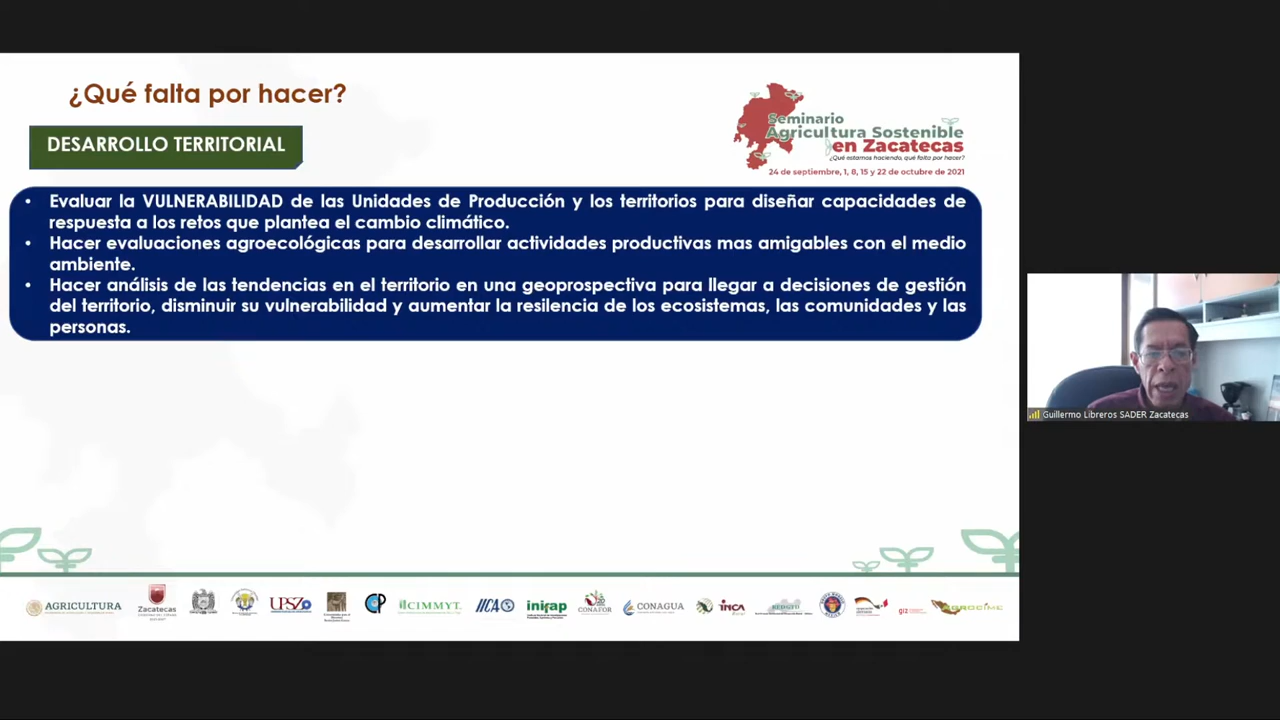 ¿Qué falta por hacer?
DESARROLLO TERRITORIAL
Seminario
Agricultura Sostenible
en Zacatecas
¿Qué estamos haciendo, qué falta por hacer?
24 de septiembre, 1, 8, 15 y 22 de octubre de 2021
• Evaluar la VULNERABILIDAD de las Unidades de Producción y los territorios para diseñar capacidades de
respuesta a los retos que plantea el cambio climático.
• Hacer evaluaciones agroecológicas para desarrollar actividades productivas mas amigables con el medio
ambiente.
• Hacer análisis de las tendencias en el territorio en una geoprospectiva para llegar a decisiones de gestión
del territorio, disminuir su vulnerabilidad y aumentar la resilencia de los ecosistemas, las comunidades y las
personas.
Guillermo Libreros SADER Zacatecas
AGRICULTURA Zacatecas UPSZ CP CIMMYT IICA inifap CONAFOR CONAGUA INCA REDGTD giz AGROCIME